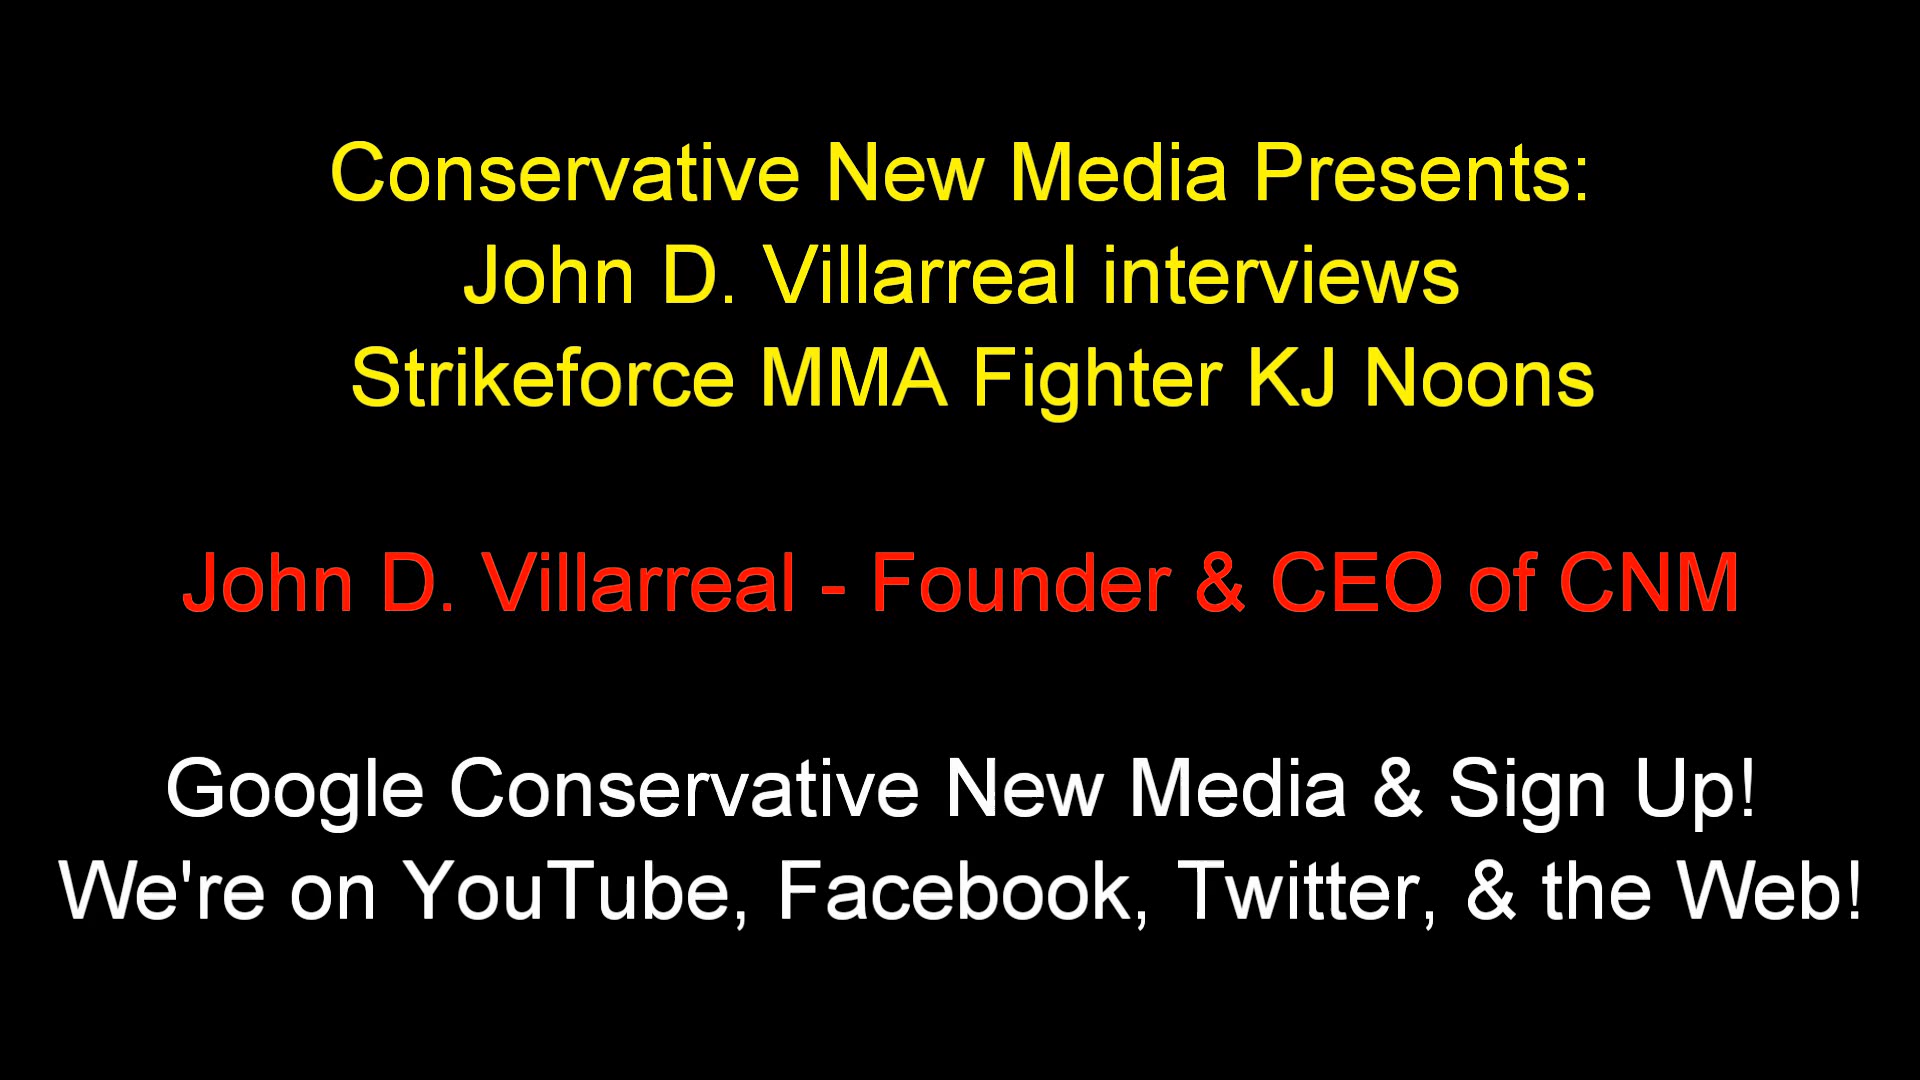 Conservative New Media Presents:
John D. Villarreal interviews
Strikeforce MMA Fighter KJ Noons
John D. Villarreal - Founder & CEO of CNM
Google Conservative New Media & Sign Up!
We're on YouTube, Facebook, Twitter, & the Web!